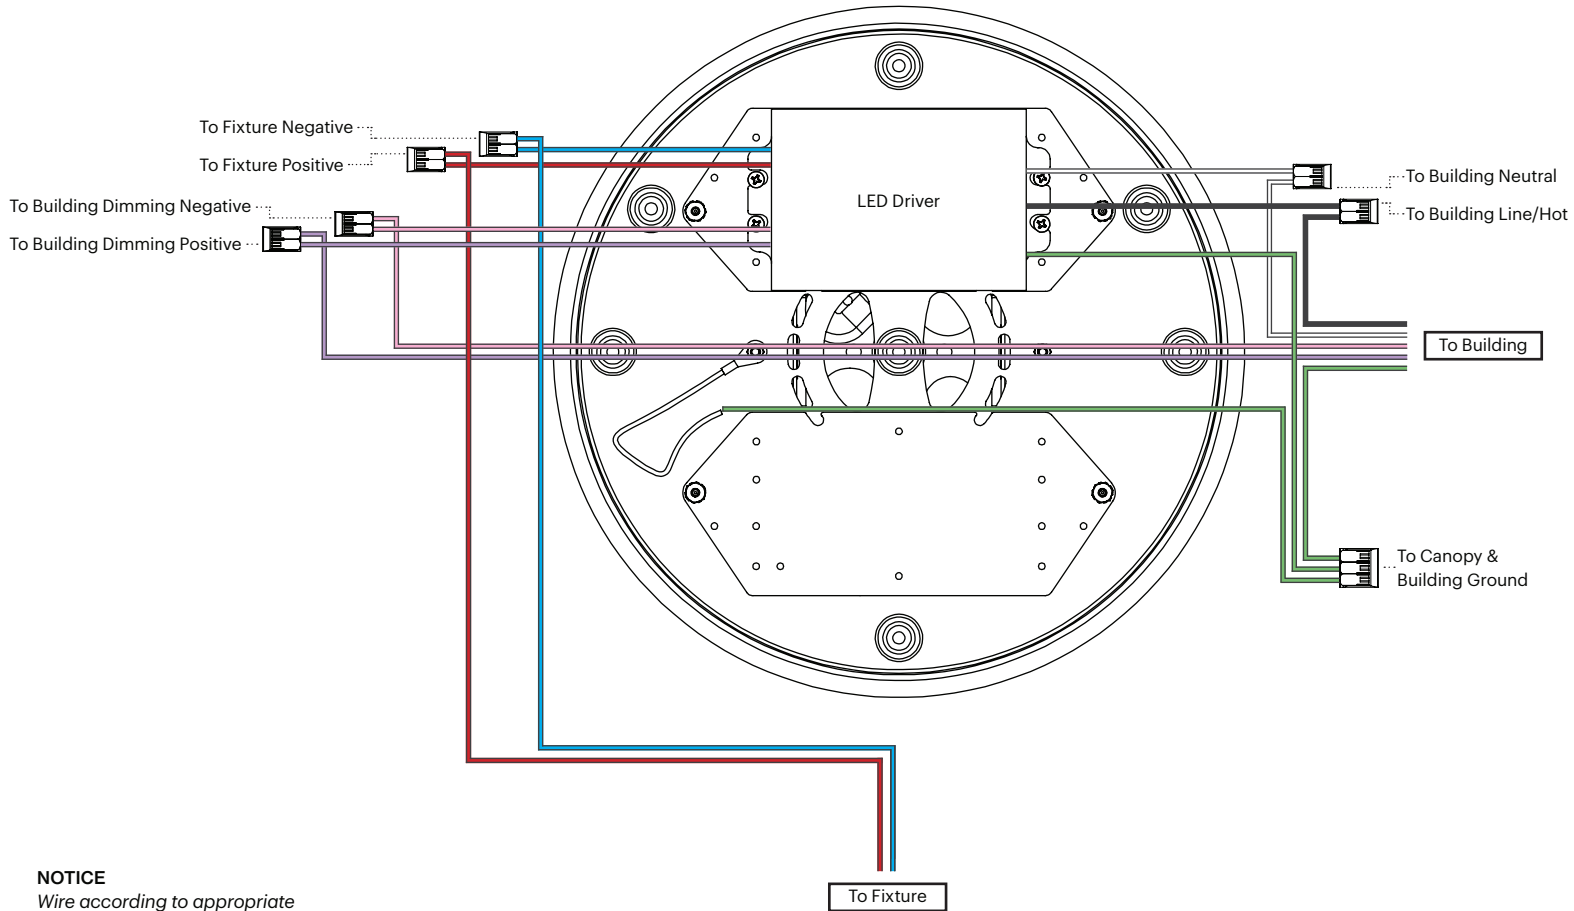 To Fixture Negative
To Fixture Positive
To Building Dimming Negative
To Building Dimming Positive
LED Driver
To Building Neutral
To Building Line/Hot
To Building
To Canopy &
Building Ground
To Fixture
NOTICE
Wire according to appropriate